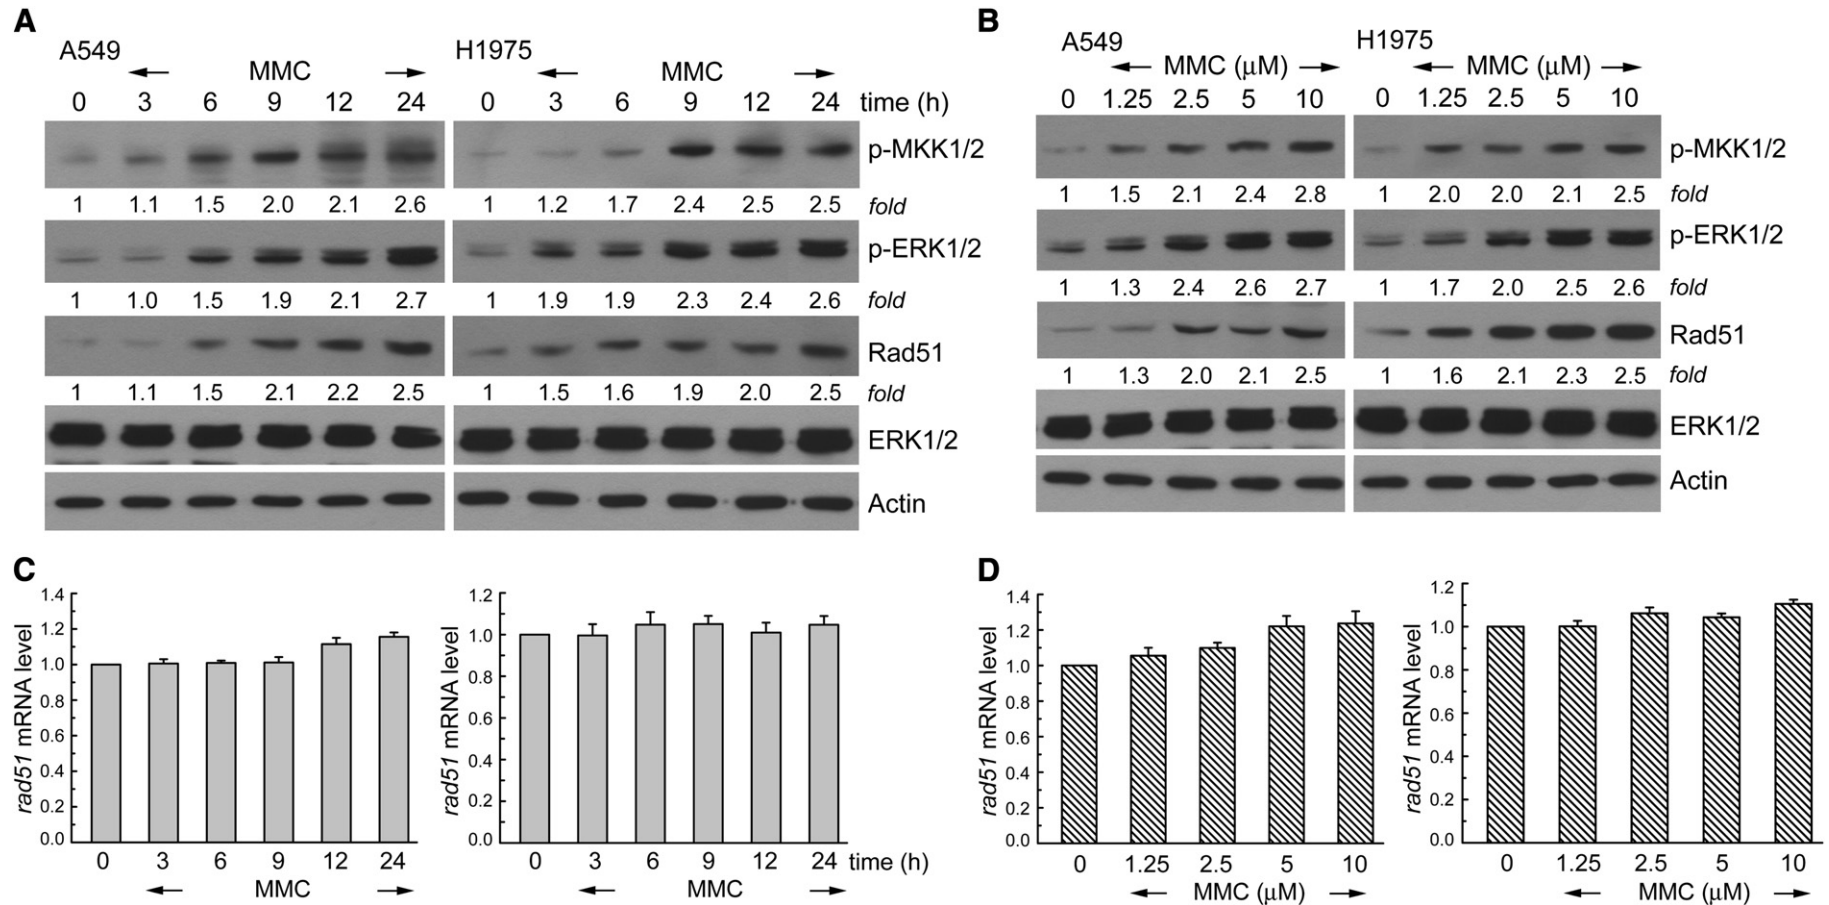 A
A549
MMC
0 3 6 9 12 24
H1975
MMC
0 3 6 9 12 24 time (h)
p-MKK1/2
1 1.1 1.5 2.0 2.1 2.6 1 1.2 1.7 2.4 2.5 2.5 fold
p-ERK1/2
1 1.0 1.5 1.9 2.1 2.7 1 1.9 1.9 2.3 2.4 2.6 fold
Rad51
1 1.1 1.5 2.1 2.2 2.5 1 1.5 1.6 1.9 2.0 2.5 fold
ERK1/2
Actin
B
A549
MMC (μM)
0 1.25 2.5 5 10
H1975
MMC (μM)
0 1.25 2.5 5 10
p-MKK1/2
1 1.5 2.1 2.4 2.8 1 2.0 2.0 2.1 2.5 fold
p-ERK1/2
1 1.3 2.4 2.6 2.7 1 1.7 2.0 2.5 2.6 fold
Rad51
1 1.3 2.0 2.1 2.5 1 1.6 2.1 2.3 2.5 fold
ERK1/2
Actin
C
rad51 mRNA level
1.4
1.2
1.0
0.8
0.6
0.4
0.2
0.0
0 3 6 9 12 24
MMC
rad51 mRNA level
1.2
1.0
0.8
0.6
0.4
0.2
0.0
0 3 6 9 12 24 time (h)
MMC
D
rad51 mRNA level
1.4
1.2
1.0
0.8
0.6
0.4
0.2
0.0
0 1.25 2.5 5 10
MMC (μM)
rad51 mRNA level
1.2
1.0
0.8
0.6
0.4
0.2
0.0
0 1.25 2.5 5 10
MMC (μM)